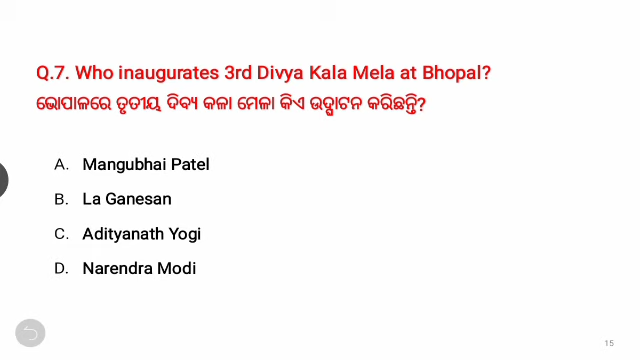 Q.7. Who inaugurates 3rd Divya Kala Mela at Bhopal?
ଭୋପାଳରେ ତୃତୀୟ ଦିବ୍ୟ କଳା ମେଳା କିଏ ଉଦ୍ଘାଟନ କରିଛନ୍ତି?
A. Mangubhai Patel
B. La Ganesan
C. Adityanath Yogi
D. Narendra Modi
15